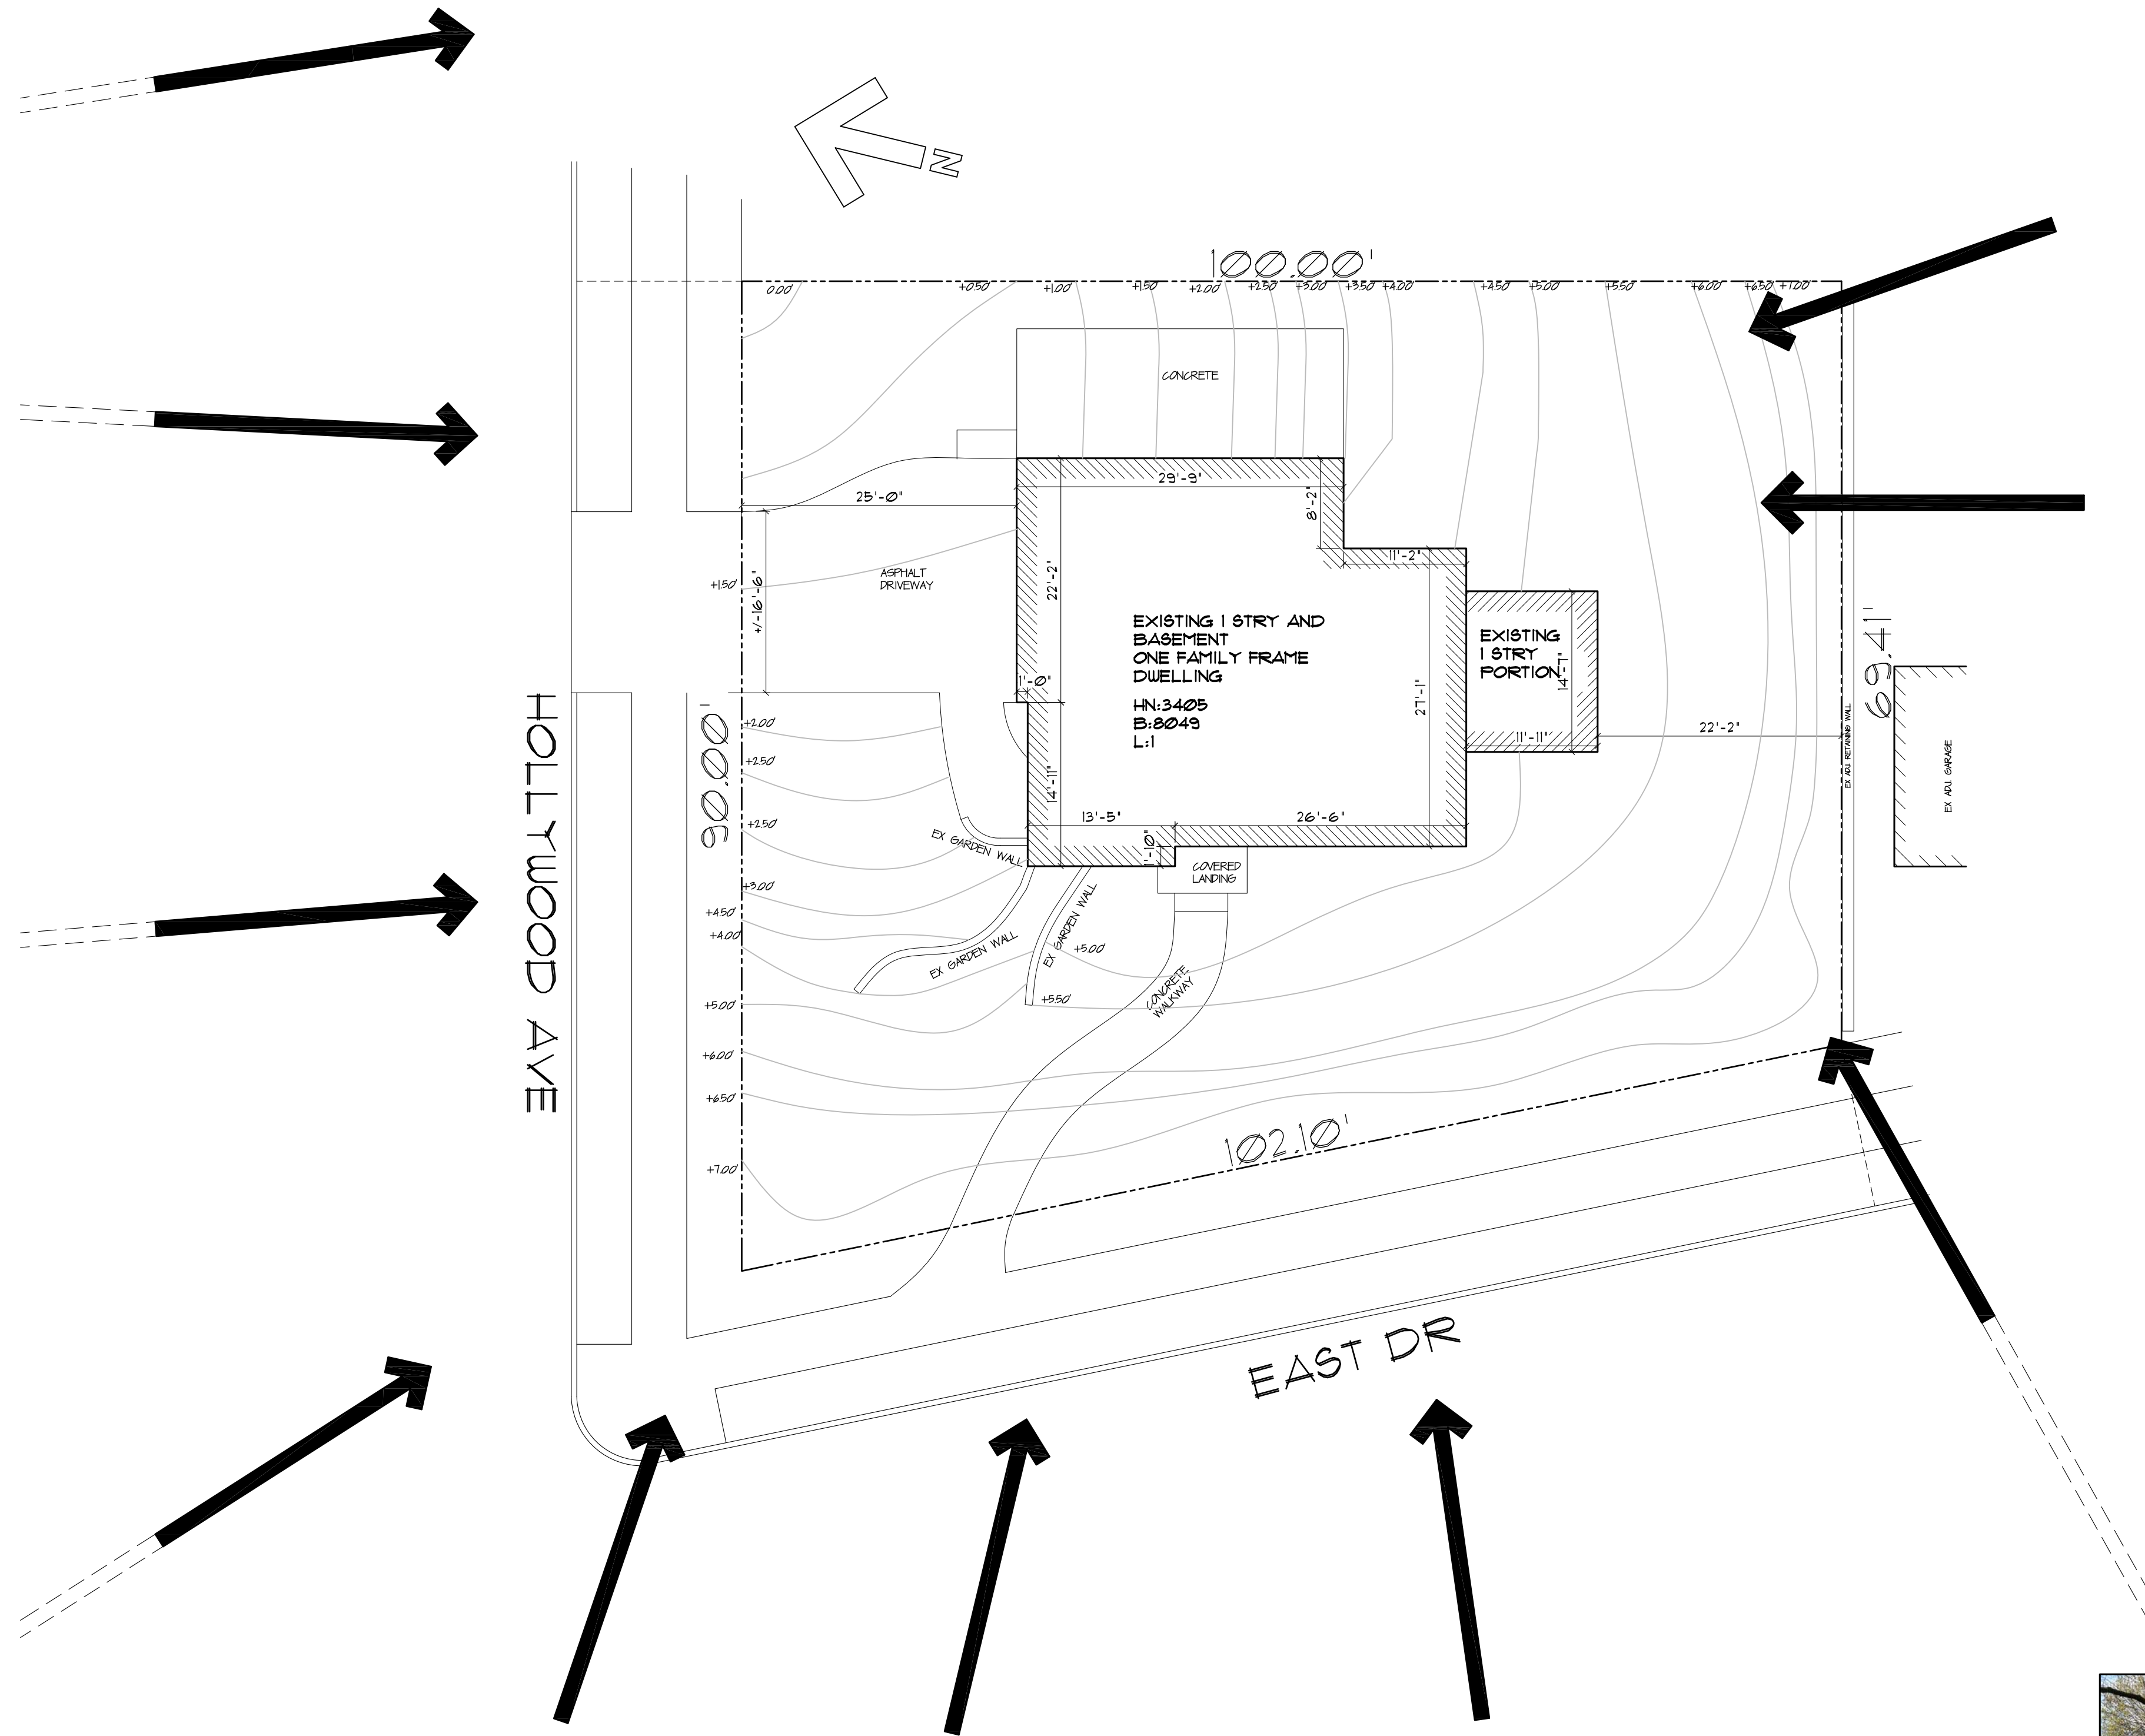 N
100.00'
0.00'
+0.50'
+1.00'
+1.50'
+2.00'
+2.50'
+3.00'
+3.50'
+4.00'
+4.50'
+5.00'
+5.50'
+6.00'
+6.50'
+7.00'
CONCRETE
29'-9"
25'-0"
8'-2"
11'-2"
22'-2"
ASPHALT
DRIVEWAY
+1.50'
+/-16'-6"
EXISTING 1 STRY AND
BASEMENT
ONE FAMILY FRAME
DWELLING
HN:3405
B:8049
L:1
EXISTING
1 STRY
PORTION
14'-7"
69.41'
1'-0"
27'-1"
11'-11"
22'-2"
EX ADJ. RETAINING WALL
EX ADJ. GARAGE
HOLLYWOOD AVE
90.06'
+2.00'
+2.50'
+2.50'
+3.00'
+4.50'
+4.00'
+5.00'
+6.00'
+6.50'
+7.00'
14'-11"
13'-5"
26'-6"
1'-10"
EX GARDEN WALL
COVERED
LANDING
EX GARDEN WALL
EX GARDEN WALL
+5.00'
+5.50'
CONCRETE
WALKWAY
102.10'
EAST DR